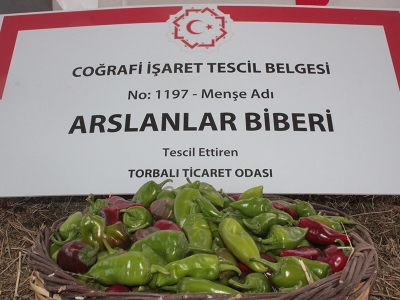 COĞRAFİ İŞARET TESCİL BELGESİ
No: 1197 - Menşe Adı
ARSLANLAR BİBERİ
Tescil Ettiren
TORBALI TİCARET ODASI